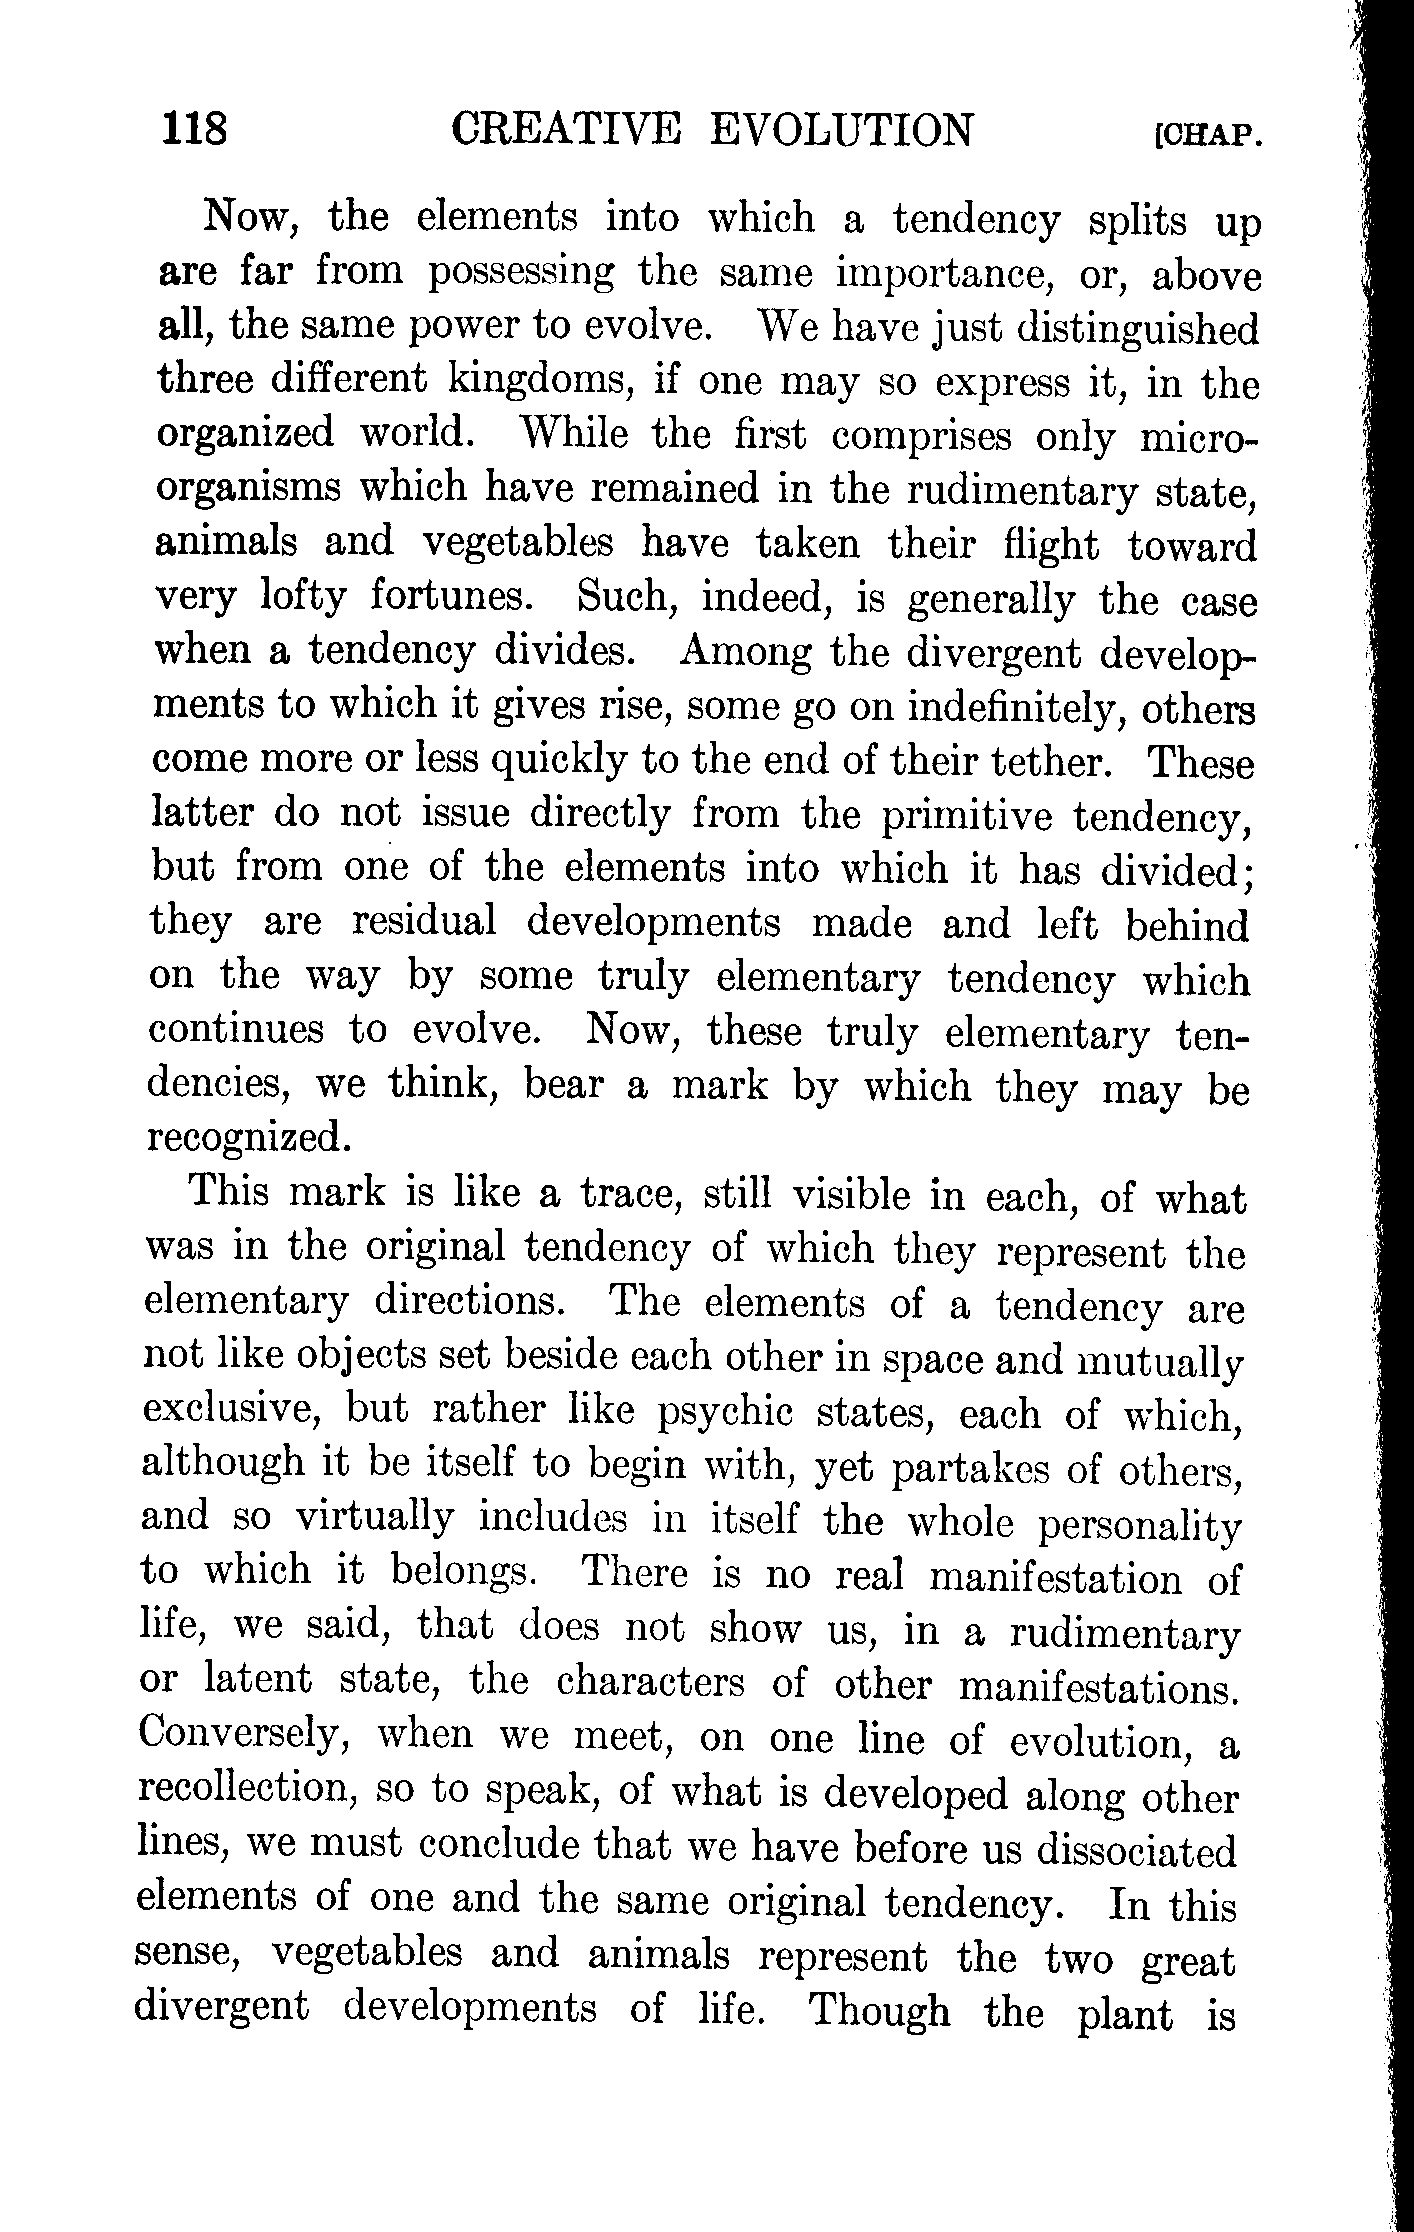 118 CREATIVE EVOLUTION [CHAP.
Now, the elements into which a tendency splits up
are far from possessing the same importance, or, above
all, the same power to evolve. We have just distinguished
three different kingdoms, if one may so express it, in the
organized world. While the first comprises only micro-
organisms which have remained in the rudimentary state,
animals and vegetables have taken their flight toward
very lofty fortunes. Such, indeed, is generally the case
when a tendency divides. Among the divergent develop-
ments to which it gives rise, some go on indefinitely, others
come more or less quickly to the end of their tether. These
latter do not issue directly from the primitive tendency,
but from one of the elements into which it has divided;
they are residual developments made and left behind
on the way by some truly elementary tendency which
continues to evolve. Now, these truly elementary ten-
dencies, we think, bear a mark by which they may be
recognized.
This mark is like a trace, still visible in each, of what
was in the original tendency of which they represent the
elementary directions. The elements of a tendency are
not like objects set beside each other in space and mutually
exclusive, but rather like psychic states, each of which,
although it be itself to begin with, yet partakes of others,
and so virtually includes in itself the whole personality
to which it belongs. There is no real manifestation of
life, we said, that does not show us, in a rudimentary
or latent state, the characters of other manifestations.
Conversely, when we meet, on one line of evolution, a
recollection, so to speak, of what is developed along other
lines, we must conclude that we have before us dissociated
elements of one and the same original tendency. In this
sense, vegetables and animals represent the two great
divergent developments of life. Though the plant is